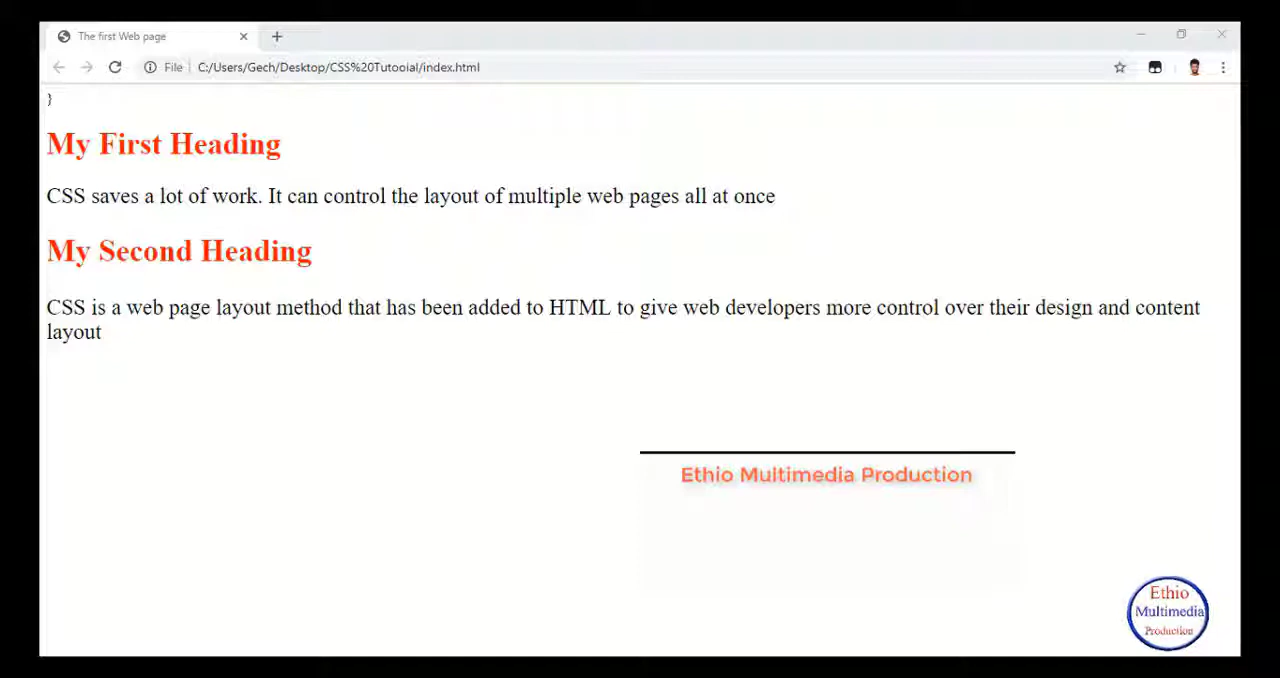 The first Web page
File
C:/Users/Gech/Desktop/CSS%20Tutooial/index.html
}
My First Heading
CSS saves a lot of work. It can control the layout of multiple web pages all at once
My Second Heading
CSS is a web page layout method that has been added to HTML to give web developers more control over their design and content
layout
Ethio Multimedia Production
Ethio
Multimedia
Production